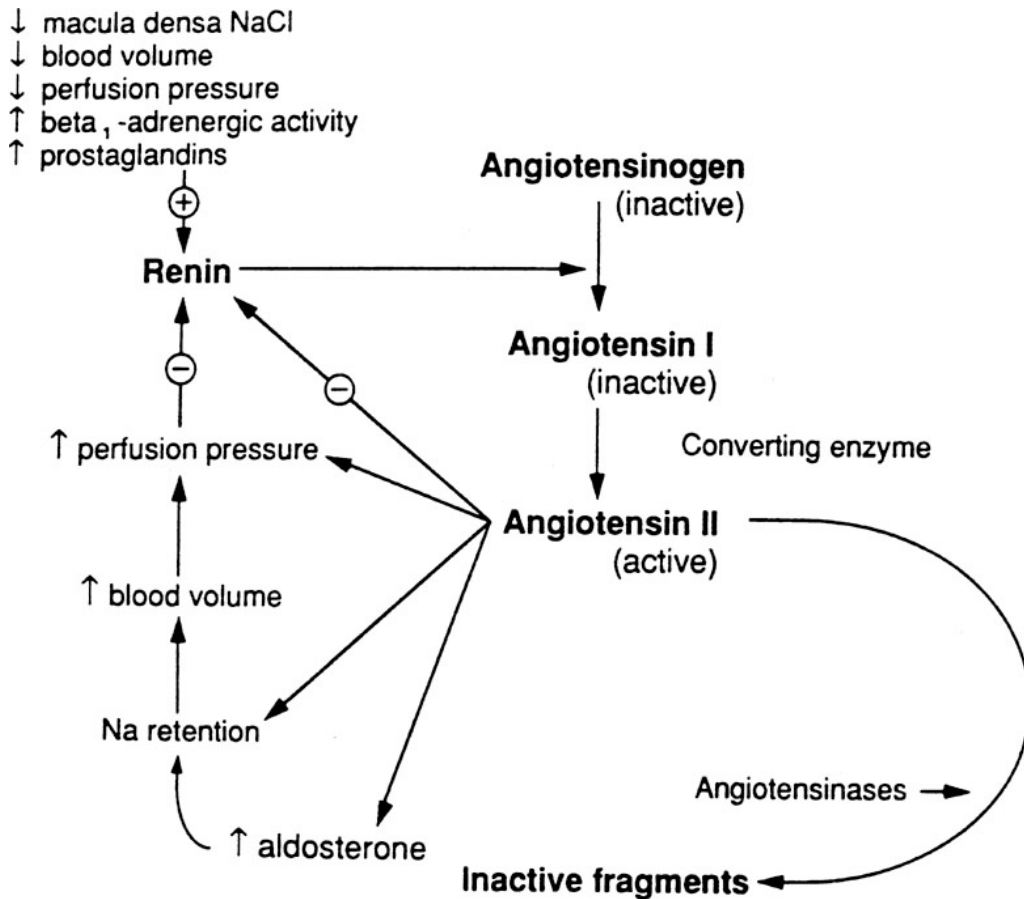 ↓ macula densa NaCl
↓ blood volume
↓ perfusion pressure
↑ beta₁-adrenergic activity
↑ prostaglandins
+
Renin
Angiotensinogen
(inactive)
Angiotensin I
(inactive)
−
−
↑ perfusion pressure
Converting enzyme
Angiotensin II
(active)
↑ blood volume
Na retention
Angiotensinases
↑ aldosterone
Inactive fragments